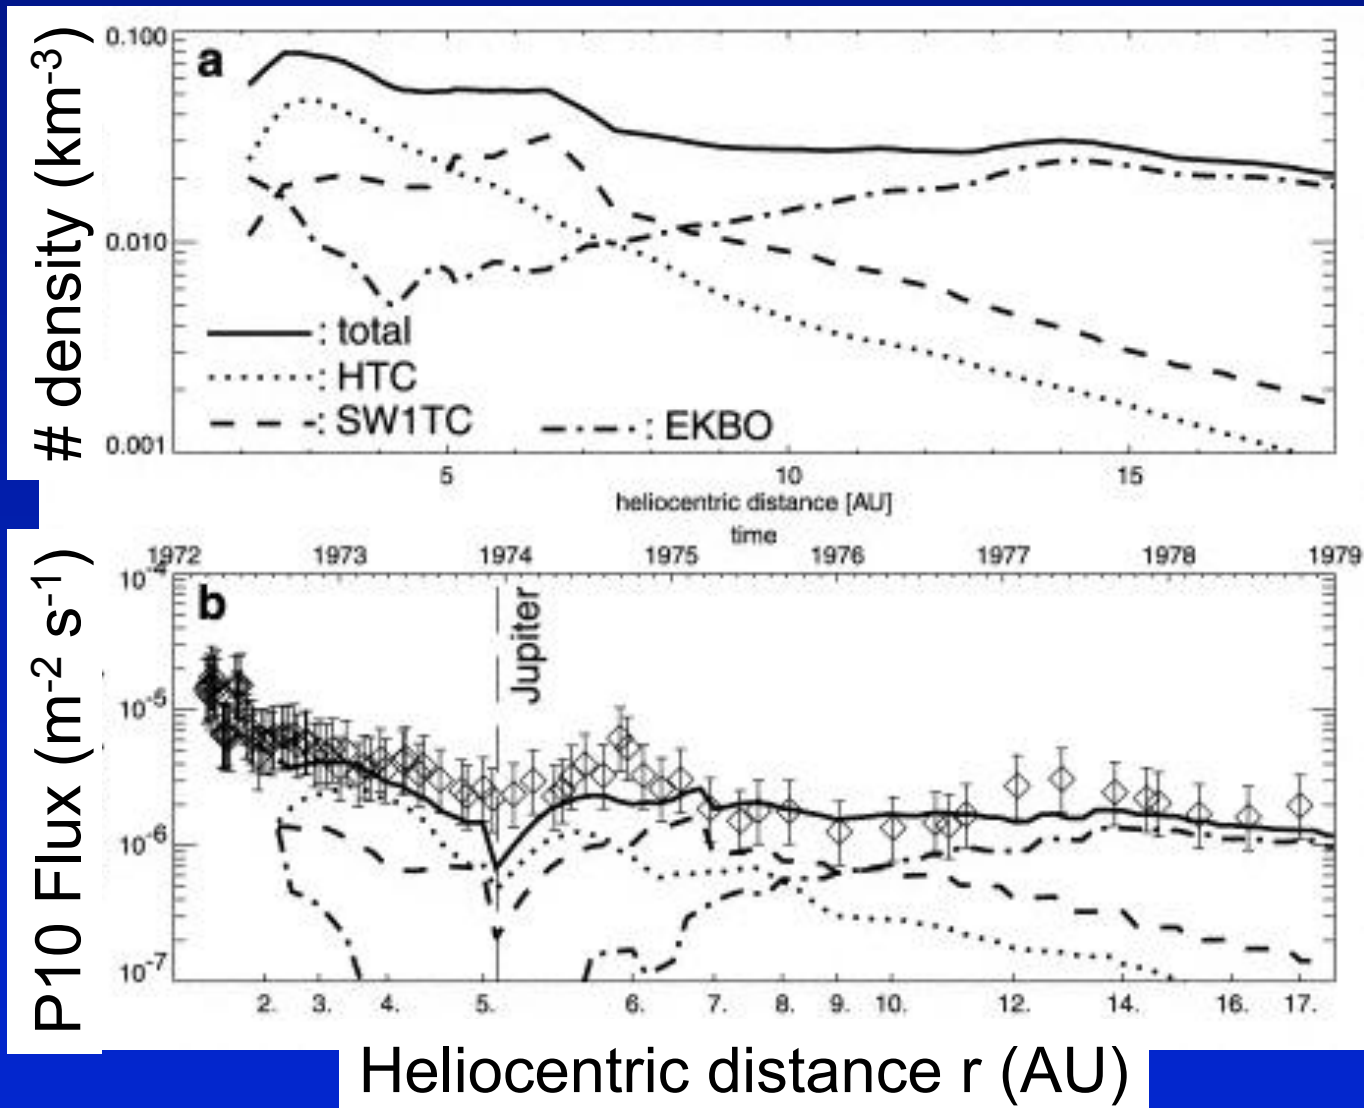 # density (km⁻³)
0.100
0.010
0.001
a
: total
: HTC
: SW1TC
: EKBO
5 10 15
heliocentric distance [AU]
time
1972 1973 1974 1975 1976 1977 1978 1979
P10 Flux (m⁻² s⁻¹)
10⁻⁴
10⁻⁵
10⁻⁶
10⁻⁷
b
Jupiter
2. 3. 4. 5. 6. 7. 8. 9. 10. 12. 14. 16. 17.
Heliocentric distance r (AU)